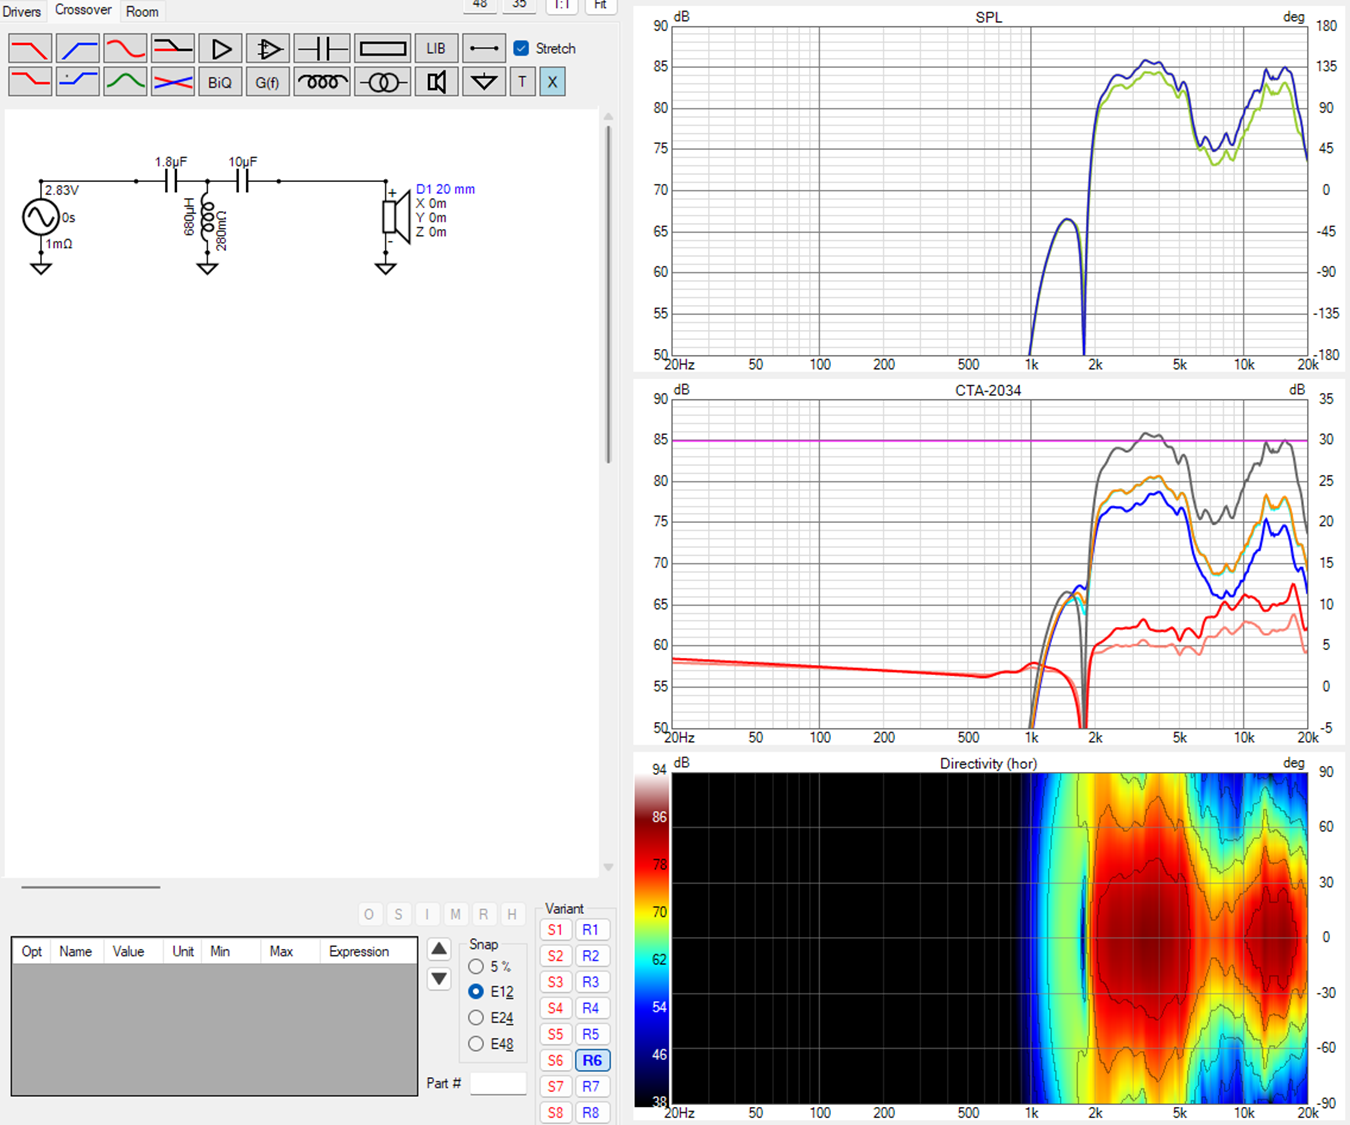 Drivers Crossover Room
48 35 1:1 Fit
LIB Stretch
BiQ G(f) T X
1.8µF 10µF
2.83V
0s
1mΩ
680µH
280mΩ
+
-
D1 20 mm
X 0m
Y 0m
Z 0m
O S I M R H
Opt Name Value Unit Min Max Expression
Snap
5 %
E12
E24
E48
Part #
Variant
S1 R1
S2 R2
S3 R3
S4 R4
S5 R5
S6 R6
S7 R7
S8 R8
dB SPL deg
90 180
85 135
80 90
75 45
70 0
65 -45
60 -90
55 -135
50 -180
20Hz 50 100 200 500 1k 2k 5k 10k 20k
dB CTA-2034 dB
90 35
85 30
80 25
75 20
70 15
65 10
60 5
55 0
50 -5
20Hz 50 100 200 500 1k 2k 5k 10k 20k
dB Directivity (hor) deg
94 90
86 60
78 30
70 0
62 -30
54 -60
46 -90
38
20Hz 50 100 200 500 1k 2k 5k 10k 20k